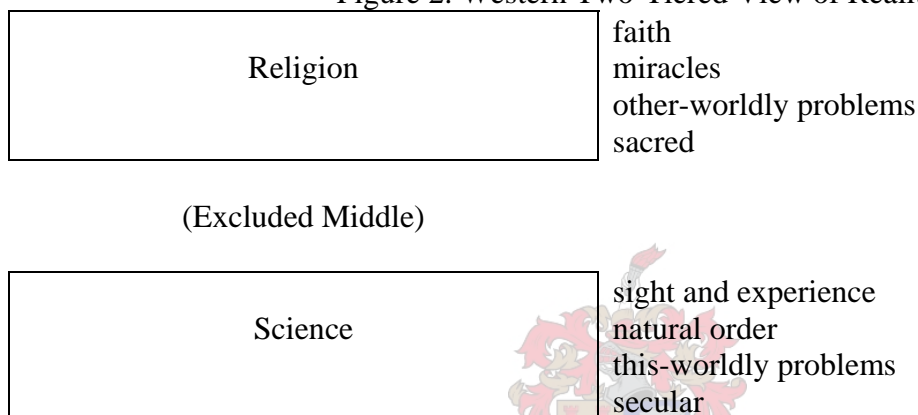 Figure 2: Western Two-Tiered View of
Religion
faith
miracles
other-worldly problems
sacred
(Excluded Middle)
Science
sight and experience
natural order
this-worldly problems
secular